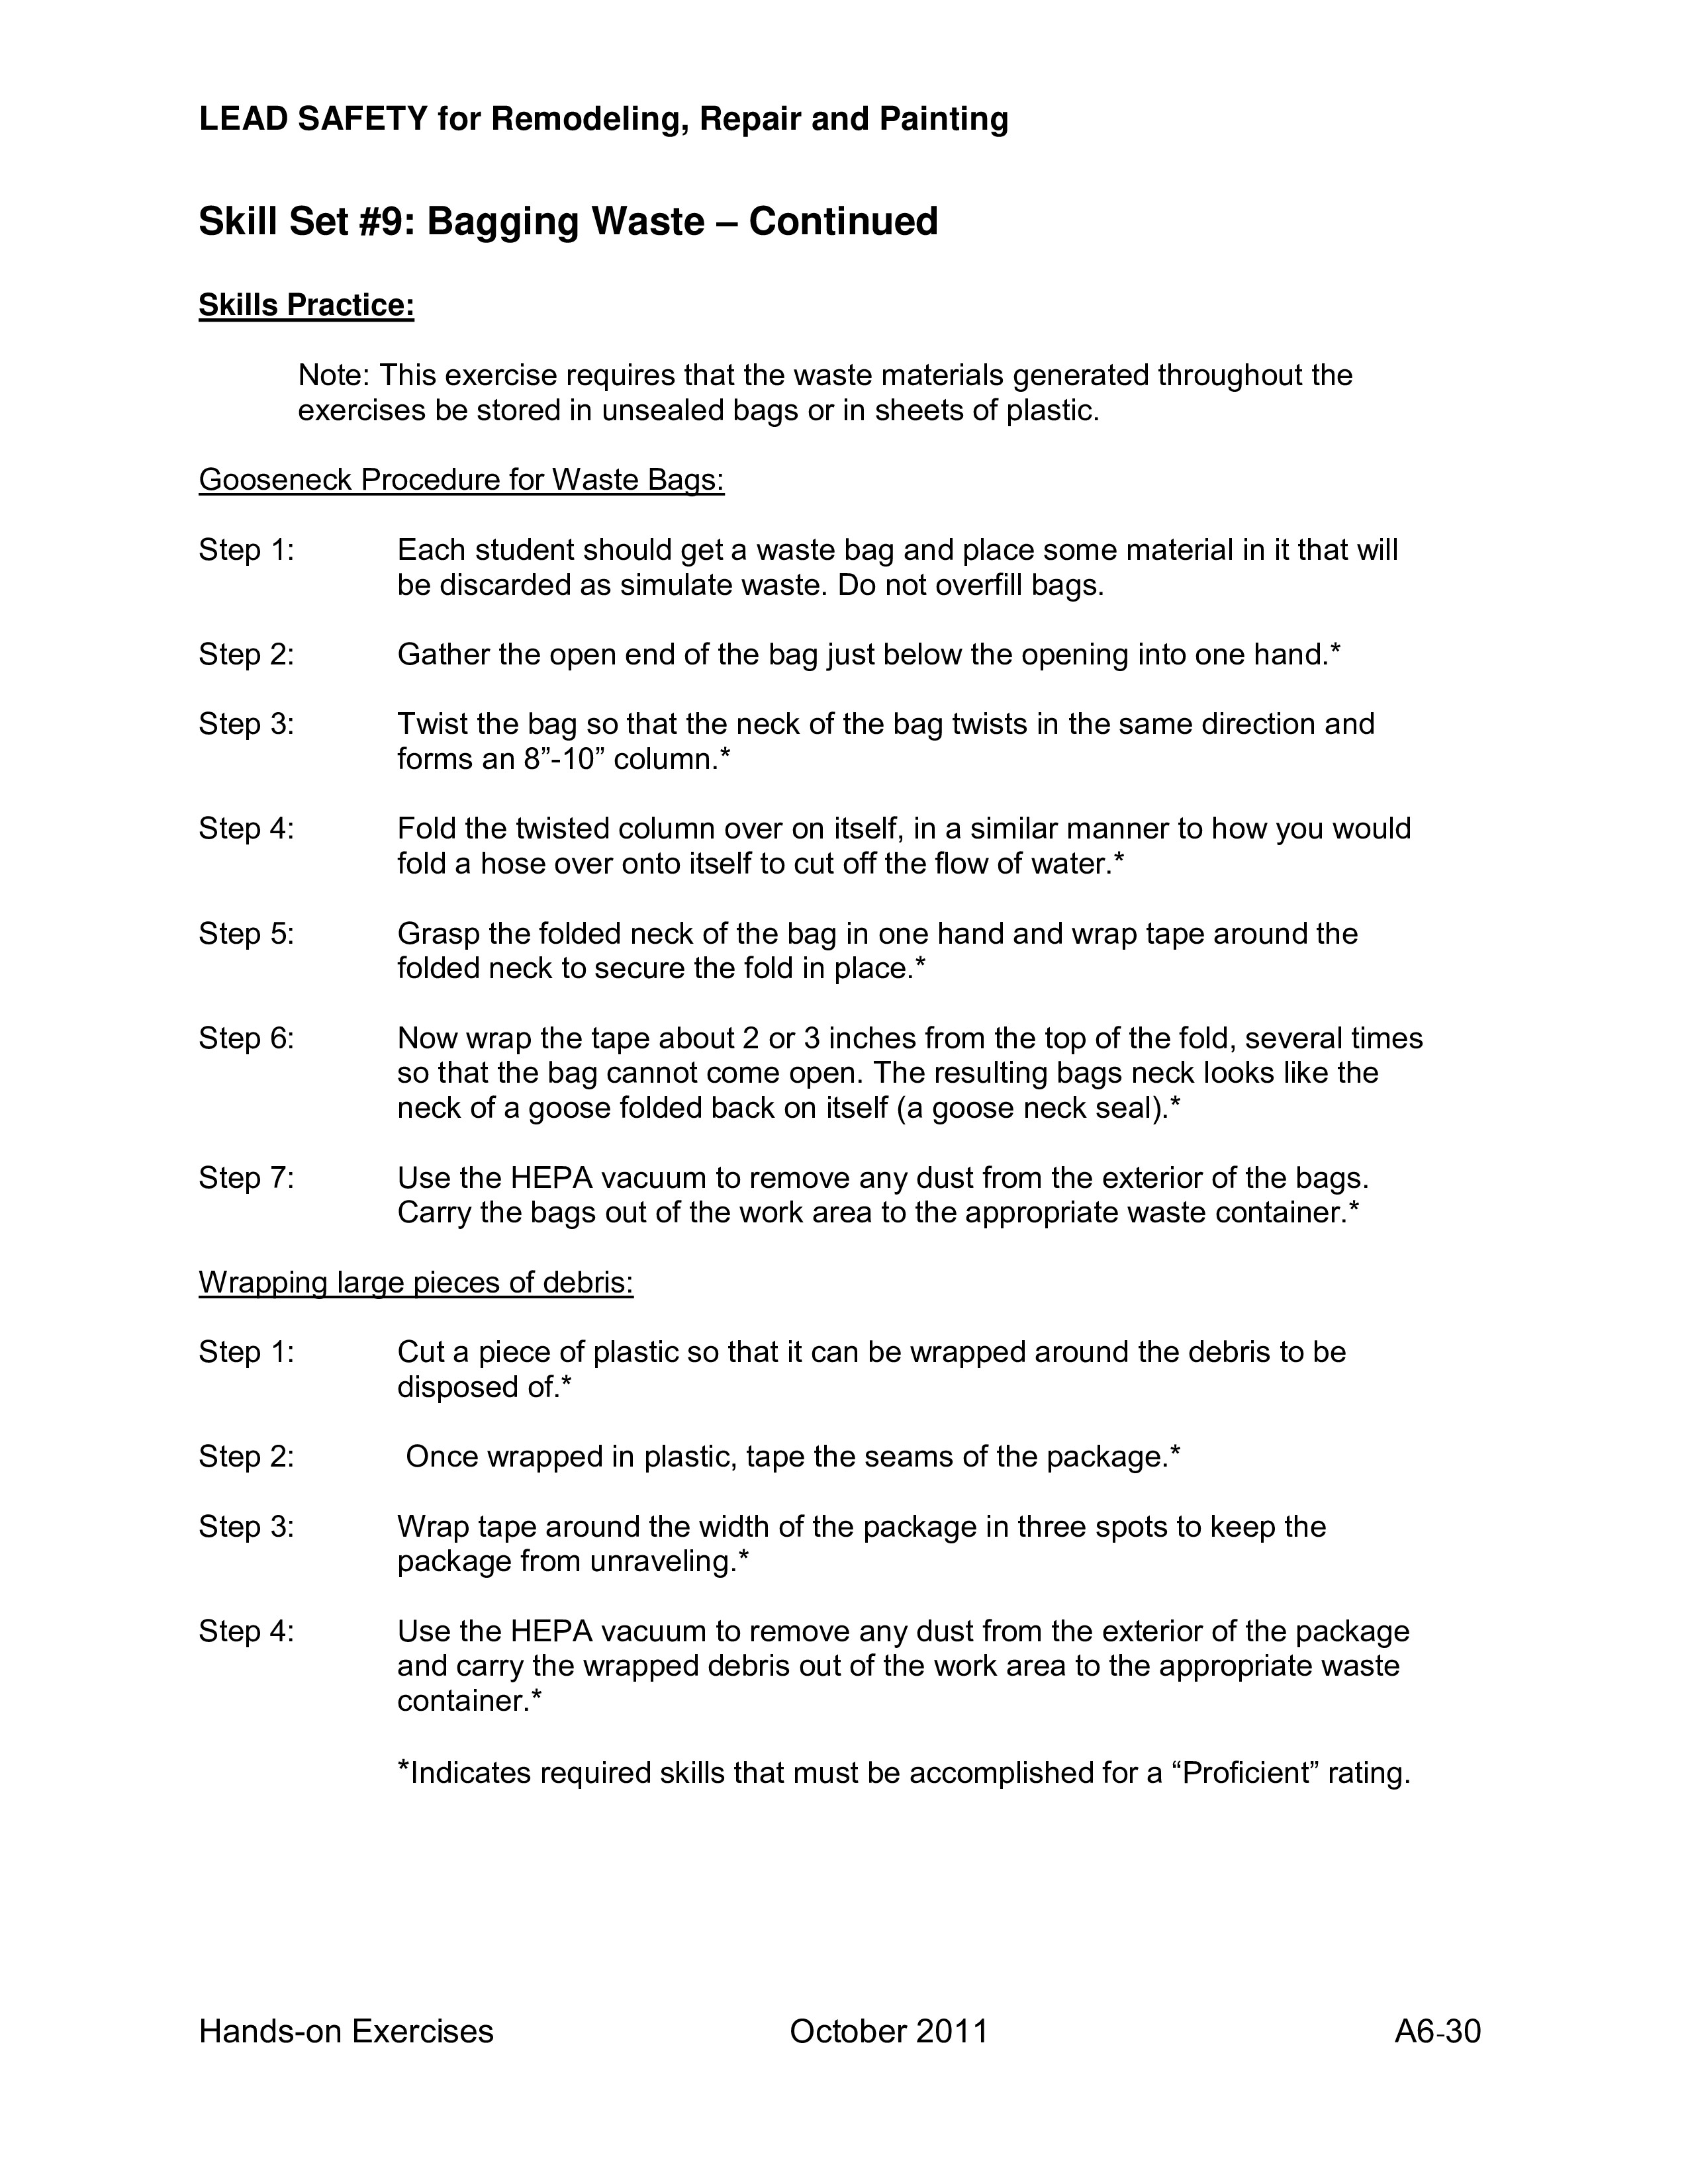 LEAD SAFETY for Remodeling, Repair and Painting
Skill Set #9: Bagging Waste – Continued
Skills Practice:
Note: This exercise requires that the waste materials generated throughout the
exercises be stored in unsealed bags or in sheets of plastic.
Gooseneck Procedure for Waste Bags:
Step 1: Each student should get a waste bag and place some material in it that will
be discarded as simulate waste. Do not overfill bags.
Step 2: Gather the open end of the bag just below the opening into one hand.*
Step 3: Twist the bag so that the neck of the bag twists in the same direction and
forms an 8”-10” column.*
Step 4: Fold the twisted column over on itself, in a similar manner to how you would
fold a hose over onto itself to cut off the flow of water.*
Step 5: Grasp the folded neck of the bag in one hand and wrap tape around the
folded neck to secure the fold in place.*
Step 6: Now wrap the tape about 2 or 3 inches from the top of the fold, several times
so that the bag cannot come open. The resulting bags neck looks like the
neck of a goose folded back on itself (a goose neck seal).*
Step 7: Use the HEPA vacuum to remove any dust from the exterior of the bags.
Carry the bags out of the work area to the appropriate waste container.*
Wrapping large pieces of debris:
Step 1: Cut a piece of plastic so that it can be wrapped around the debris to be
disposed of.*
Step 2: Once wrapped in plastic, tape the seams of the package.*
Step 3: Wrap tape around the width of the package in three spots to keep the
package from unraveling.*
Step 4: Use the HEPA vacuum to remove any dust from the exterior of the package
and carry the wrapped debris out of the work area to the appropriate waste
container.*
*Indicates required skills that must be accomplished for a “Proficient” rating.
Hands-on Exercises October 2011 A6-30